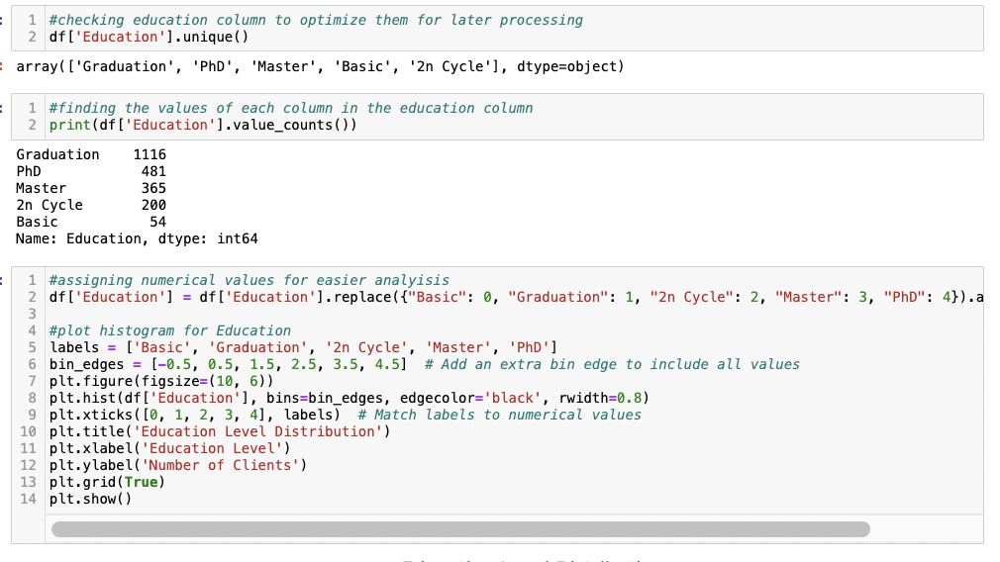 1 #checking education column to optimize them for later processing
2 df['Education'].unique()
array(['Graduation', 'PhD', 'Master', 'Basic', '2n Cycle'], dtype=object)
1 #finding the values of each column in the education column
2 print(df['Education'].value_counts())
Graduation 1116
PhD 481
Master 365
2n Cycle 200
Basic 54
Name: Education, dtype: int64
1 #assigning numerical values for easier analyisis
2 df['Education'] = df['Education'].replace({"Basic": 0, "Graduation": 1, "2n Cycle": 2, "Master": 3, "PhD": 4}).a
3
4 #plot histogram for Education
5 labels = ['Basic', 'Graduation', '2n Cycle', 'Master', 'PhD']
6 bin_edges = [-0.5, 0.5, 1.5, 2.5, 3.5, 4.5]  # Add an extra bin edge to include all values
7 plt.figure(figsize=(10, 6))
8 plt.hist(df['Education'], bins=bin_edges, edgecolor='black', rwidth=0.8)
9 plt.xticks([0, 1, 2, 3, 4], labels)  # Match labels to numerical values
10 plt.title('Education Level Distribution')
11 plt.xlabel('Education Level')
12 plt.ylabel('Number of Clients')
13 plt.grid(True)
14 plt.show()